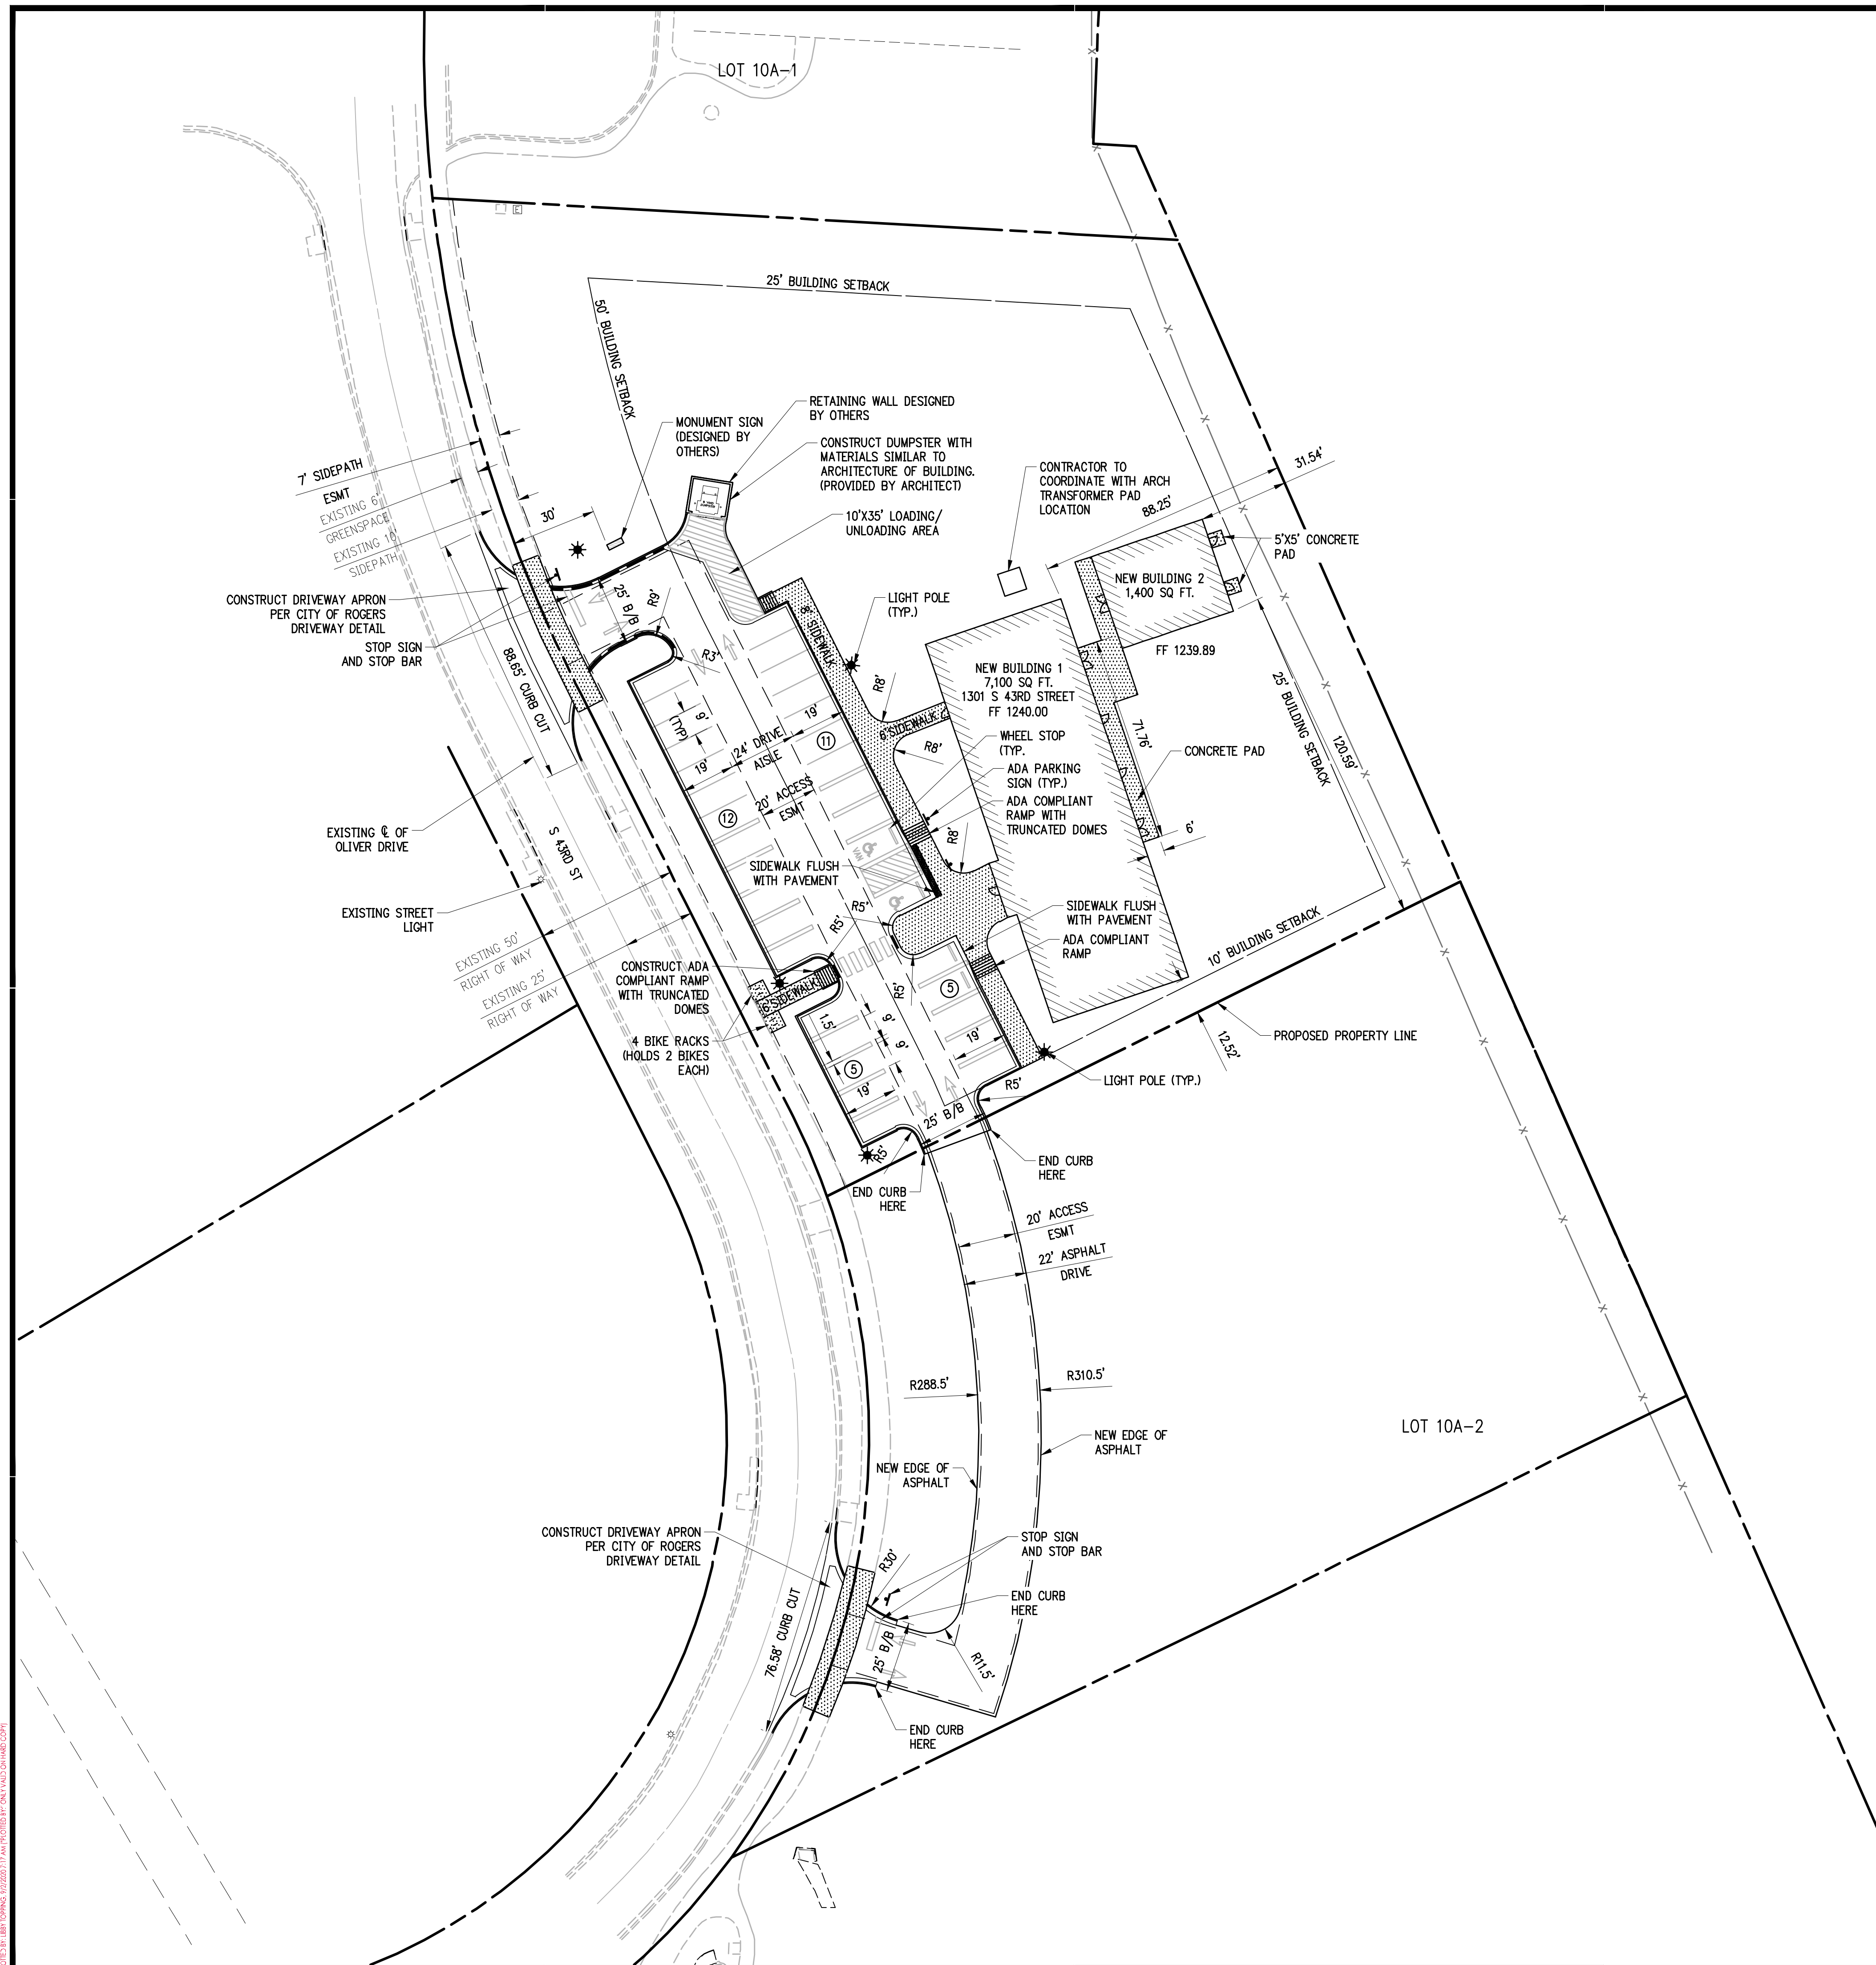 LOT 10A-1
25' BUILDING SETBACK
50' BUILDING SETBACK
RETAINING WALL DESIGNED
BY OTHERS
MONUMENT SIGN
(DESIGNED BY
OTHERS)
CONSTRUCT DUMPSTER WITH
MATERIALS SIMILAR TO
ARCHITECTURE OF BUILDING.
(PROVIDED BY ARCHITECT)
10'X35' LOADING/
UNLOADING AREA
CONTRACTOR TO
COORDINATE WITH ARCH
TRANSFORMER PAD
LOCATION
31.54'
88.25'
5'X5' CONCRETE
PAD
7' SIDEPATH
ESMT
EXISTING 6'
GREENSPACE
EXISTING 10'
SIDEPATH
30'
E
CONSTRUCT DRIVEWAY APRON
PER CITY OF ROGERS
DRIVEWAY DETAIL
STOP SIGN
AND STOP BAR
25' B/B
R9'
R3'
88.65' CURB CUT
8' SIDEWALK
LIGHT POLE
(TYP.)
NEW BUILDING 2
1,400 SQ FT.
FF 1239.89
NEW BUILDING 1
7,100 SQ FT.
1301 S 43RD STREET
FF 1240.00
R8'
6' SIDEWALK
R8'
9'
(TYP)
19'
24' DRIVE
AISLE
19'
11
12
20' ACCESS
ESMT
WHEEL STOP
(TYP.
ADA PARKING
SIGN (TYP.)
ADA COMPLIANT
RAMP WITH
TRUNCATED DOMES
71.76'
CONCRETE PAD
6'
25' BUILDING SETBACK
120.59'
EXISTING ℄ OF
OLIVER DRIVE
S 43RD ST
EXISTING STREET
LIGHT
EXISTING 50'
RIGHT OF WAY
EXISTING 25'
RIGHT OF WAY
VAN
R8'
SIDEWALK FLUSH
WITH PAVEMENT
R5'
R5'
SIDEWALK FLUSH
WITH PAVEMENT
ADA COMPLIANT
RAMP
10' BUILDING SETBACK
CONSTRUCT ADA
COMPLIANT RAMP
WITH TRUNCATED
DOMES
6' SIDEWALK
R5'
5
4 BIKE RACKS
(HOLDS 2 BIKES
EACH)
1.5'
9'
9'
19'
5
19'
12.52'
PROPOSED PROPERTY LINE
LIGHT POLE (TYP.)
R5'
25' B/B
R5'
END CURB
HERE
END CURB
HERE
20' ACCESS
ESMT
22' ASPHALT
DRIVE
R288.5'
R310.5'
LOT 10A-2
NEW EDGE OF
ASPHALT
NEW EDGE OF
ASPHALT
CONSTRUCT DRIVEWAY APRON
PER CITY OF ROGERS
DRIVEWAY DETAIL
STOP SIGN
AND STOP BAR
R30'
END CURB
HERE
76.58' CURB CUT
25' B/B
R11.5'
END CURB
HERE